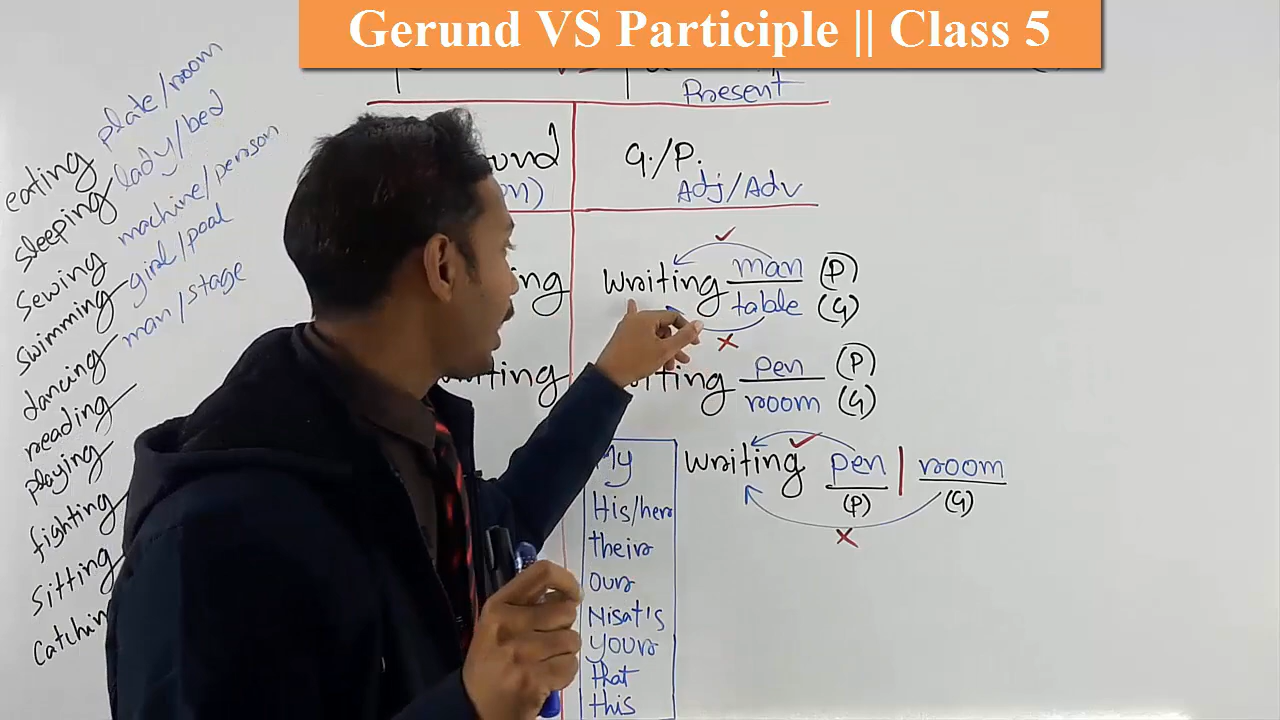 Gerund VS Participle || Class 5
Present
G./P.
Adj/Adv
eating plate/room
sleeping lady/bed
Sewing machine/person
Swimming girl/pool
dancing man/stage
reading
playing
fighting
Sitting
writing man (P)
table (G)
pen (P)
room (G)
writing pen | room
(P) (G)
My
His/her
their
our
Nisat's
your
that
this